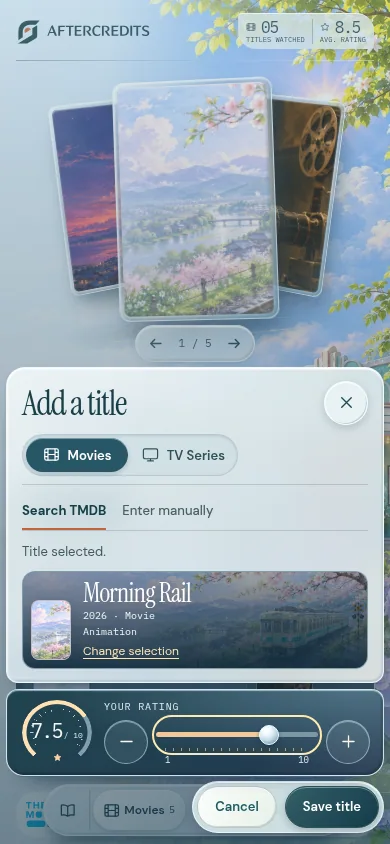 AFTERCREDITS
05
TITLES WATCHED
8.5
AVG. RATING
1 / 5
Add a title
Movies
TV Series
Search TMDB
Enter manually
Title selected.
Morning Rail
2026 · Movie
Animation
Change selection
7.5 / 10
YOUR RATING
1
10
Movies 5
Cancel
Save title